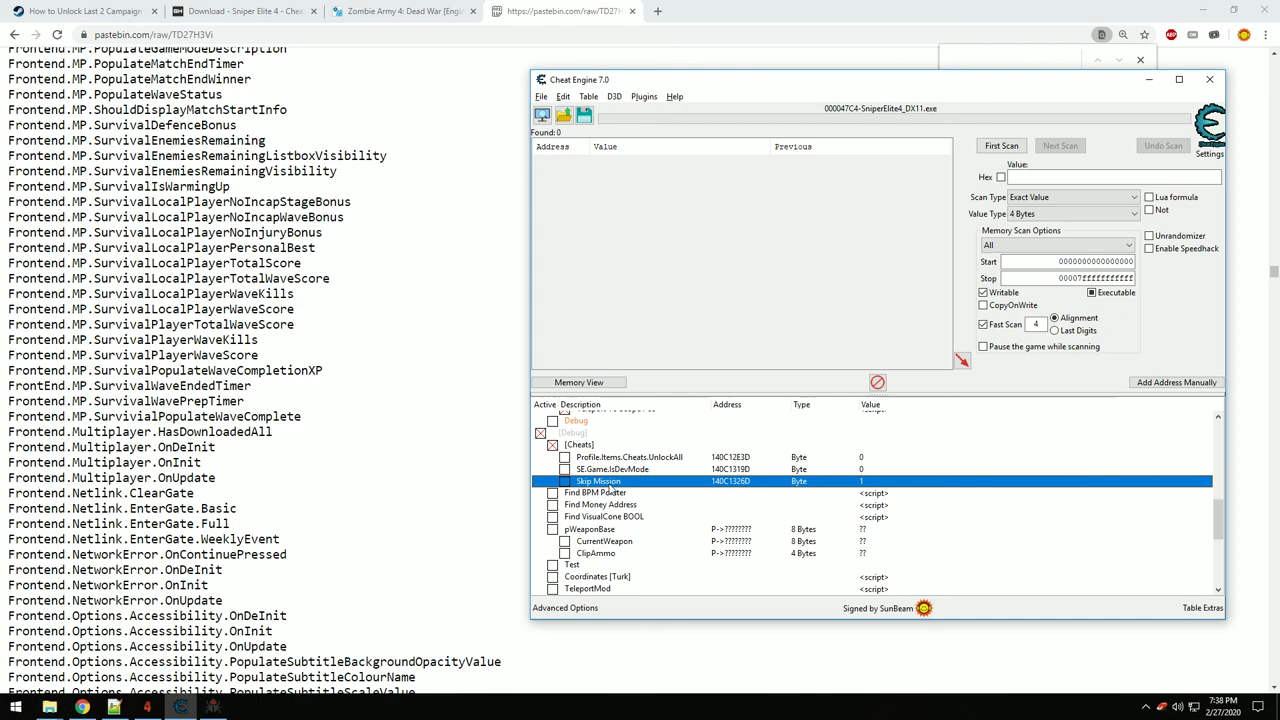 How to Unlock Last 2 Campaign
Download - Sniper Elite 4 - Cheat
Zombie Army 4: Dead War [Engin
https://pastebin.com/raw/TD27H3Vi
pastebin.com/raw/TD27H3Vi
Frontend.MP.PopulateGameModeDescription
Frontend.MP.PopulateMatchEndTimer
Frontend.MP.PopulateMatchEndWinner
Frontend.MP.PopulateWaveStatus
Frontend.MP.ShouldDisplayMatchStartInfo
Frontend.MP.SurvivalDefenceBonus
Frontend.MP.SurvivalEnemiesRemaining
Frontend.MP.SurvivalEnemiesRemainingListboxVisibility
Frontend.MP.SurvivalEnemiesRemainingVisibility
Frontend.MP.SurvivalIsWarmingUp
Frontend.MP.SurvivalLocalPlayerNoIncapStageBonus
Frontend.MP.SurvivalLocalPlayerNoIncapWaveBonus
Frontend.MP.SurvivalLocalPlayerNoInjuryBonus
Frontend.MP.SurvivalLocalPlayerPersonalBest
Frontend.MP.SurvivalLocalPlayerTotalScore
Frontend.MP.SurvivalLocalPlayerTotalWaveScore
Frontend.MP.SurvivalLocalPlayerWaveKills
Frontend.MP.SurvivalLocalPlayerWaveScore
Frontend.MP.SurvivalPlayerTotalWaveScore
Frontend.MP.SurvivalPlayerWaveKills
Frontend.MP.SurvivalPlayerWaveScore
Frontend.MP.SurvivalPopulateWaveCompletionXP
Frontend.MP.SurvivalWaveEndedTimer
Frontend.MP.SurvivalWavePrepTimer
Frontend.MP.SurvivialPopulateWaveComplete
Frontend.Multiplayer.HasDownloadedAll
Frontend.Multiplayer.OnDeInit
Frontend.Multiplayer.OnInit
Frontend.Multiplayer.OnUpdate
Frontend.Netlink.ClearGate
Frontend.Netlink.EnterGate.Basic
Frontend.Netlink.EnterGate.Full
Frontend.Netlink.EnterGate.WeeklyEvent
Frontend.NetworkError.OnContinuePressed
Frontend.NetworkError.OnDeInit
Frontend.NetworkError.OnInit
Frontend.NetworkError.OnUpdate
Frontend.Options.Accessibility.OnDeInit
Frontend.Options.Accessibility.OnInit
Frontend.Options.Accessibility.OnUpdate
Frontend.Options.Accessibility.PopulateSubtitleBackgroundOpacityValue
Frontend.Options.Accessibility.PopulateSubtitleColourName
Frontend.Options.Accessibility.PopulateSubtitleScaleValue
Cheat Engine 7.0
File Edit Table D3D Plugins Help
000047C4-SniperElite4_DX11.exe
Found: 0
Address Value Previous
First Scan Next Scan Undo Scan
Settings
Value:
Hex
Scan Type Exact Value Lua formula
Value Type 4 Bytes Not
Memory Scan Options
All
Unrandomizer
Enable Speedhack
Start 0000000000000000
Stop 00007fffffffffff
Writable Executable
CopyOnWrite
Fast Scan 4 Alignment
Last Digits
Pause the game while scanning
Memory View Add Address Manually
Active Description Address Type Value
<script>
Debug
[Debug]
[Cheats]
Profile.Items.Cheats.UnlockAll 140C12E3D Byte 0
SE.Game.IsDevMode 140C1319D Byte 0
Skip Mission 140C1326D Byte 1
Find BPM Pointer <script>
Find Money Address <script>
Find VisualCone BOOL <script>
pWeaponBase P->???????? 8 Bytes ??
CurrentWeapon P->???????? 8 Bytes ??
ClipAmmo P->???????? 4 Bytes ??
Test
Coordinates [Turk] <script>
TeleportMod <script>
Advanced Options Signed by SunBeam Table Extras
7:38 PM
2/27/2020